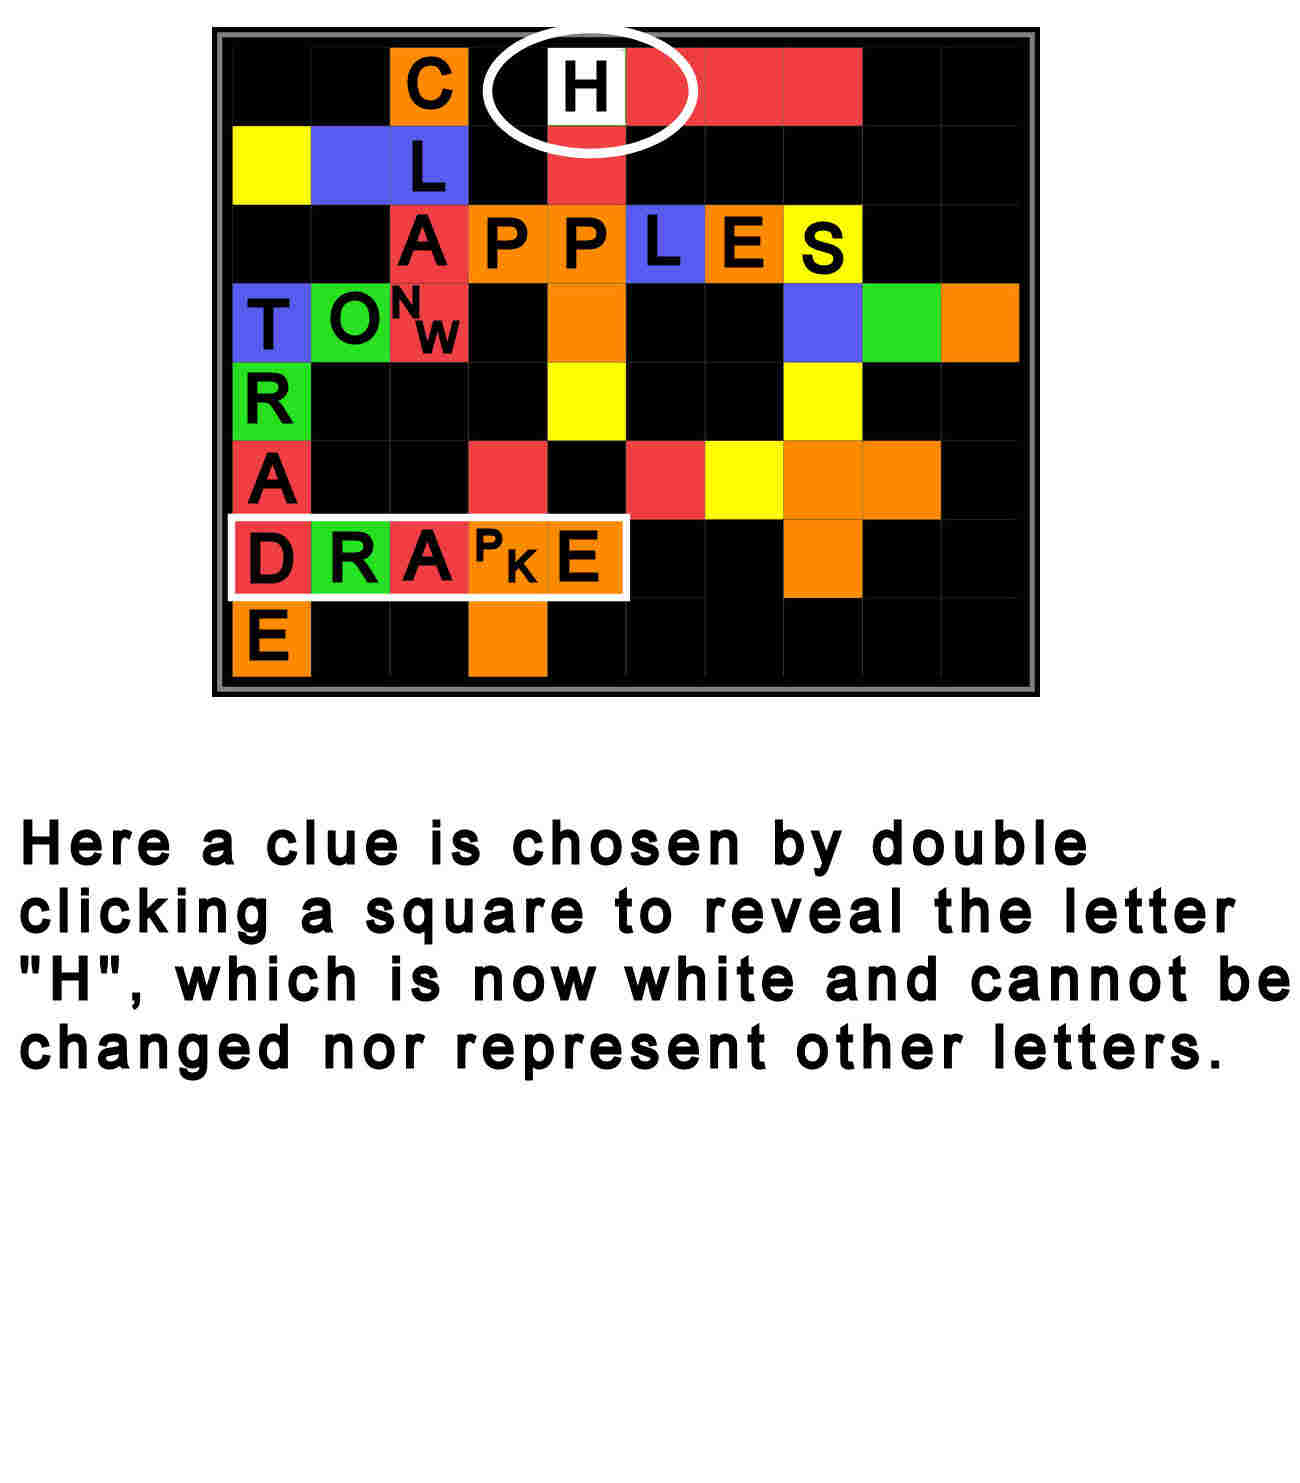 C H
L
A P P L E S
T O N W
R
A
D R A P K E
E
Here a clue is chosen by double
clicking a square to reveal the letter
"H", which is now white and cannot be
changed nor represent other letters.